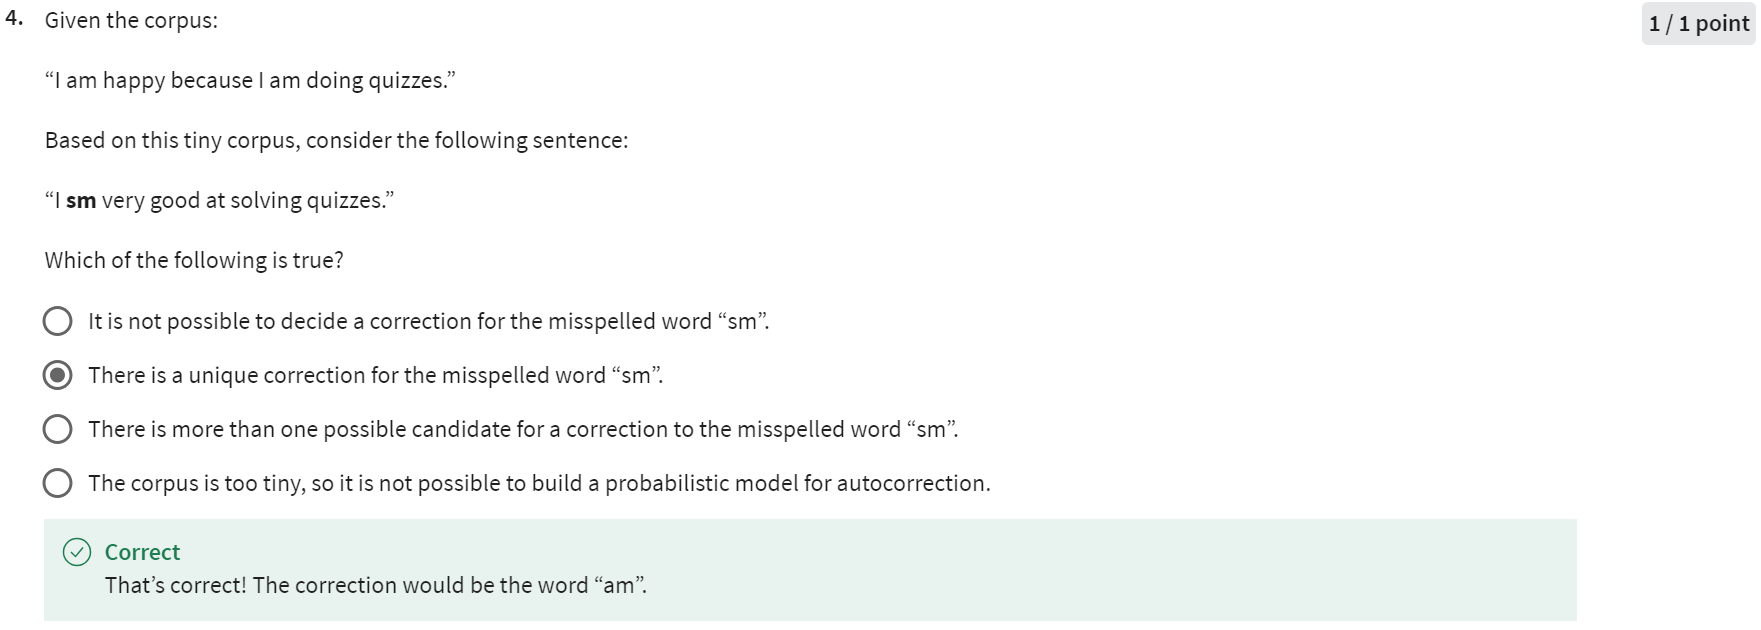 4. Given the corpus:
1 / 1 point
“I am happy because I am doing quizzes.”
Based on this tiny corpus, consider the following sentence:
“I sm very good at solving quizzes.”
Which of the following is true?
It is not possible to decide a correction for the misspelled word “sm”.
There is a unique correction for the misspelled word “sm”.
There is more than one possible candidate for a correction to the misspelled word “sm”.
The corpus is too tiny, so it is not possible to build a probabilistic model for autocorrection.
Correct
That’s correct! The correction would be the word “am”.